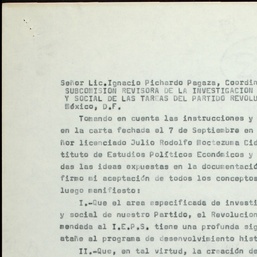 Señor Lic.Ignacio Pichardo Pagaza, Coordin
SUBCOMISION REVISORA DE LA INVESTIGACION
Y SOCIAL DE LAS TAREAS DEL PARTIDO REVOLU
México, D.F.
Tomando en cuenta las instrucciones y
en la carta fechada el 7 de Septiembre en
ñor licenciado Julio Rodolfo Moctezuma Cid
tituto de Estudios Políticos Económicos y
das las ideas expuestas en la documentació
firmo mi aceptación de todos los conceptos
luego manifiesto:
I.-Que el area especificada de investi
y social de nuestro Partido, el Revolucion
mendada al I.E.P.S. tiene una profunda sig
atañe al programa de desenvolvimiento hist
II.-Que, en tal virtud, la creación de